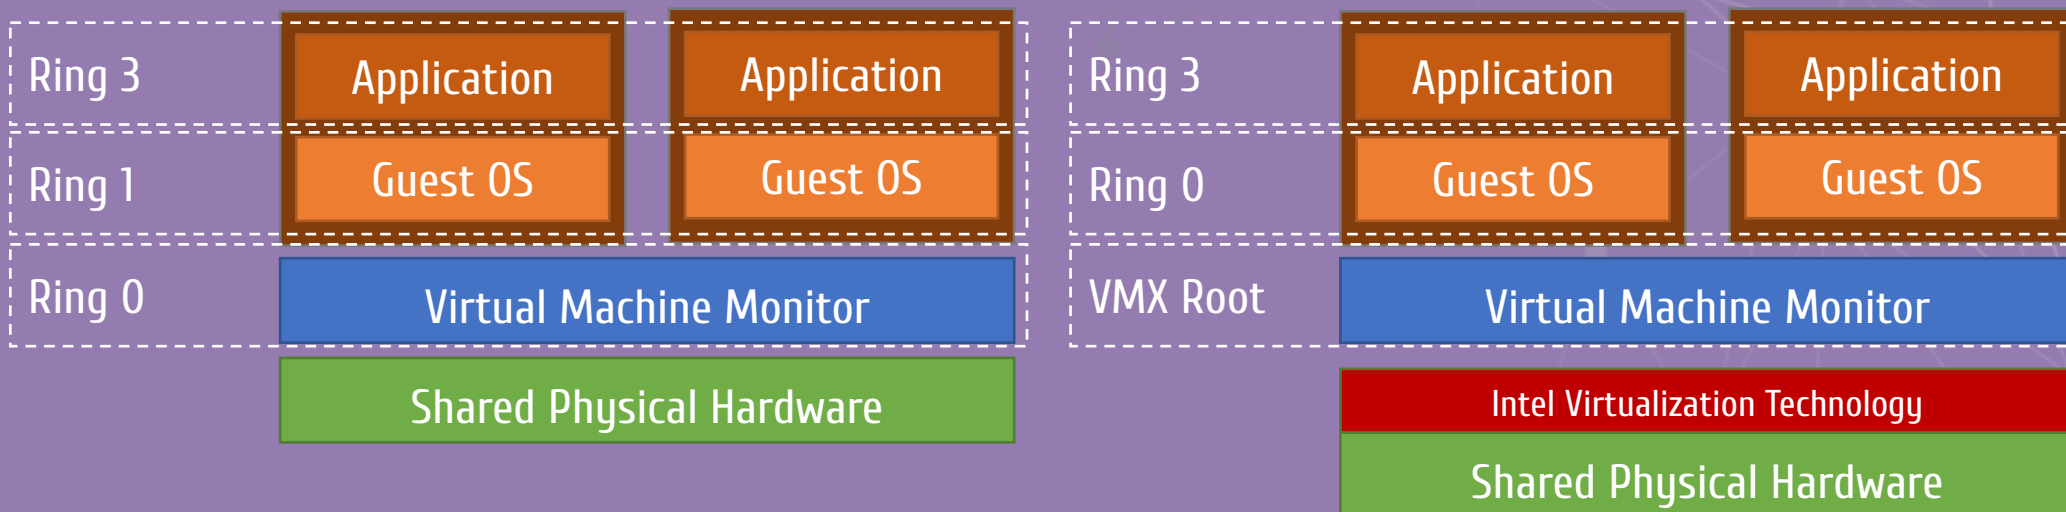 Ring 3
Application
Application
Ring 1
Guest OS
Guest OS
Ring 0
Virtual Machine Monitor
Shared Physical Hardware
Ring 3
Application
Application
Ring 0
Guest OS
Guest OS
VMX Root
Virtual Machine Monitor
Intel Virtualization Technology
Shared Physical Hardware